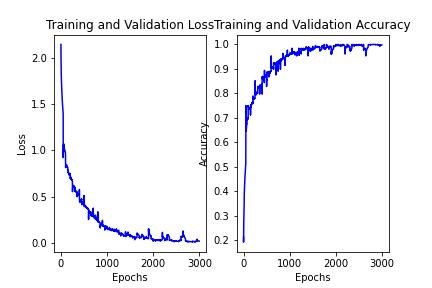 Training and Validation Loss
2.0
1.5
1.0
0.5
0.0
Loss
0 1000 2000 3000
Epochs
Training and Validation Accuracy
1.0
0.9
0.8
0.7
0.6
0.5
0.4
0.3
0.2
Accuracy
0 1000 2000 3000
Epochs